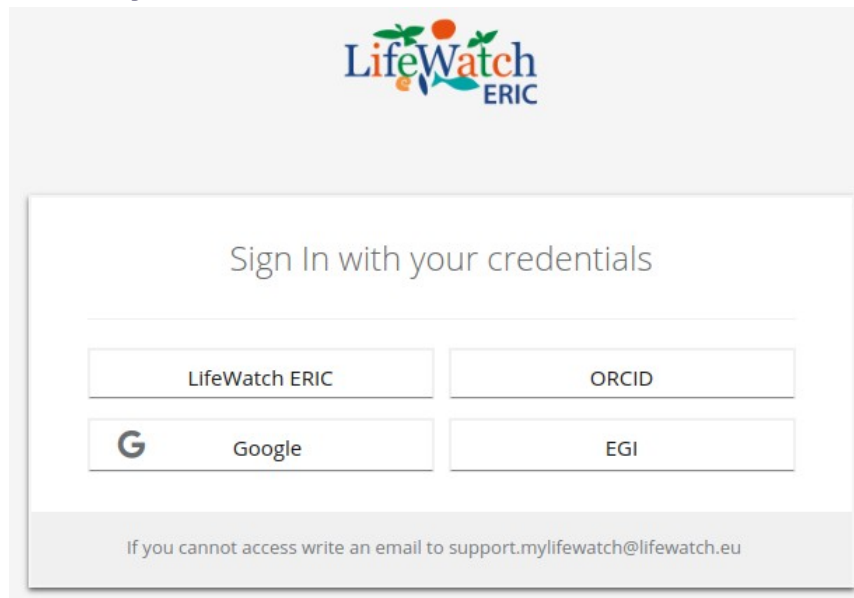 LifeWatch
ERIC
Sign In with your credentials
LifeWatch ERIC
ORCID
G Google
EGI
If you cannot access write an email to support.mylifewatch@lifewatch.eu